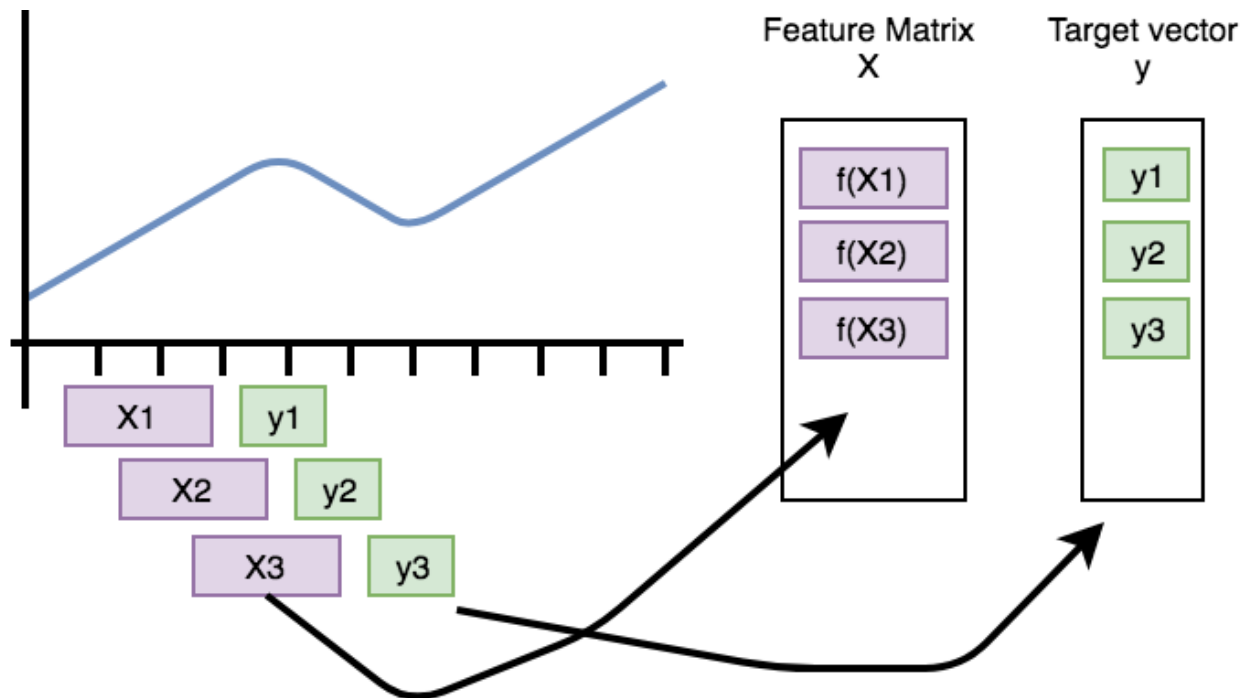 Feature Matrix
X
Target vector
y
f(X1)
f(X2)
f(X3)
y1
y2
y3
X1
y1
X2
y2
X3
y3